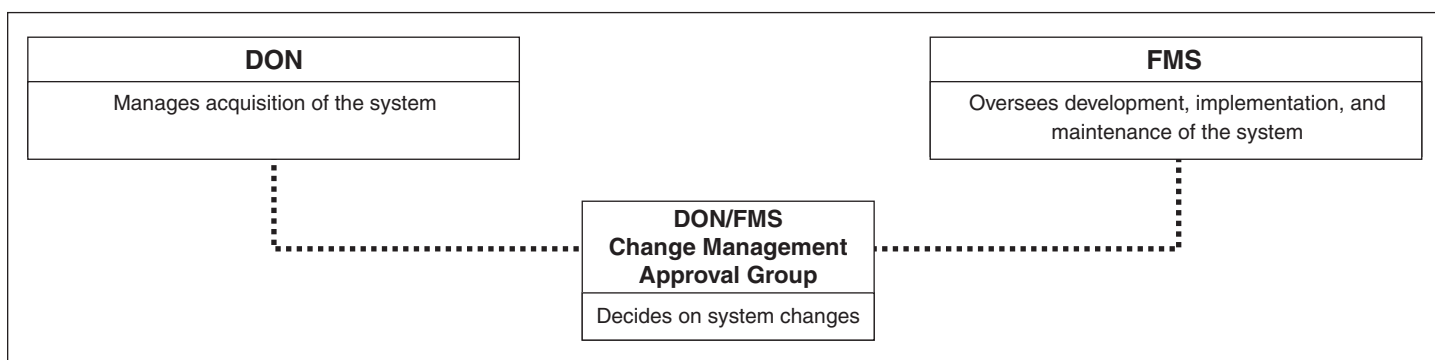 DON
Manages acquisition of the system
FMS
Oversees development, implementation, and
maintenance of the system
DON/FMS
Change Management
Approval Group
Decides on system changes